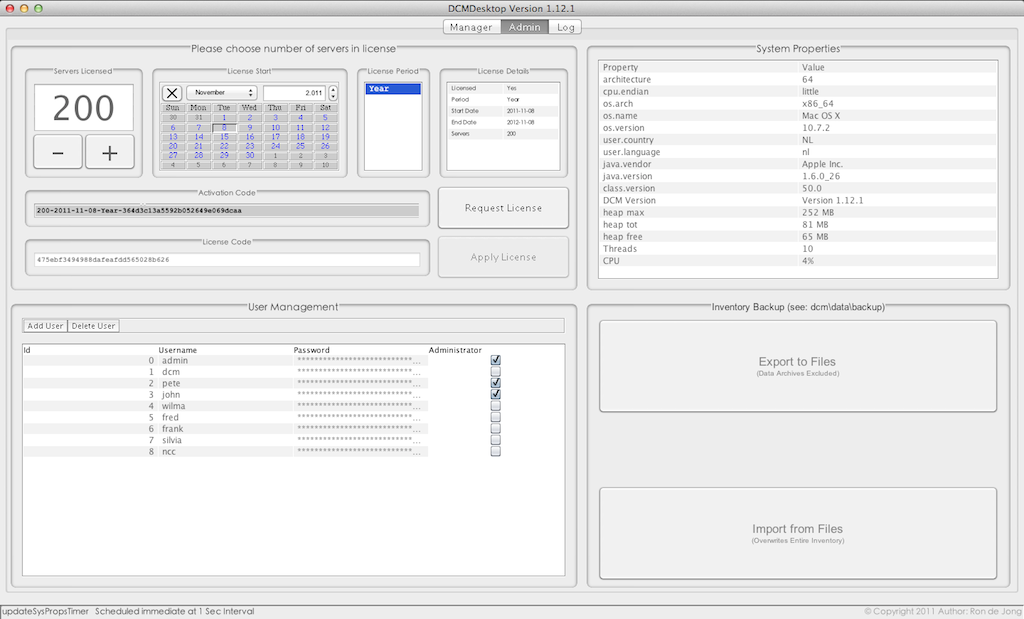 DCMDesktop Version 1.12.1
Manager Admin Log
Please choose number of servers in license
Servers Licensed
200
−
+
License Start
November 2.011
Sun Mon Tue Wed Thu Fri Sat
30 31 1 2 3 4 5
6 7 8 9 10 11 12
13 14 15 16 17 18 19
20 21 22 23 24 25 26
27 28 29 30 1 2 3
4 5 6 7 8 9 10
License Period
Year
License Details
Licensed Yes
Period Year
Start Date 2011-11-08
End Date 2012-11-08
Servers 200
Activation Code
200-2011-11-08-Year-364d3c13a5592b052649e069dcaa
Request License
License Code
475ebf3494988dafeafdd565028b626
Apply License
System Properties
Property Value
architecture 64
cpu.endian little
os.arch x86_64
os.name Mac OS X
os.version 10.7.2
user.country NL
user.language nl
java.vendor Apple Inc.
java.version 1.6.0_26
class.version 50.0
DCM Version Version 1.12.1
heap max 252 MB
heap tot 81 MB
heap free 65 MB
Threads 10
CPU 4%
User Management
Add User Delete User
Id Username Password Administrator
0 admin ****************************...
1 dcm ****************************...
2 pete ****************************...
3 john ****************************...
4 wilma ****************************...
5 fred ****************************...
6 frank ****************************...
7 silvia ****************************...
8 ncc ****************************...
Inventory Backup (see: dcm\data\backup)
Export to Files
(Data Archives Excluded)
Import from Files
(Overwrites Entire Inventory)
updateSysPropsTimer Scheduled immediate at 1 Sec Interval
© Copyright 2011 Author: Ron de Jong